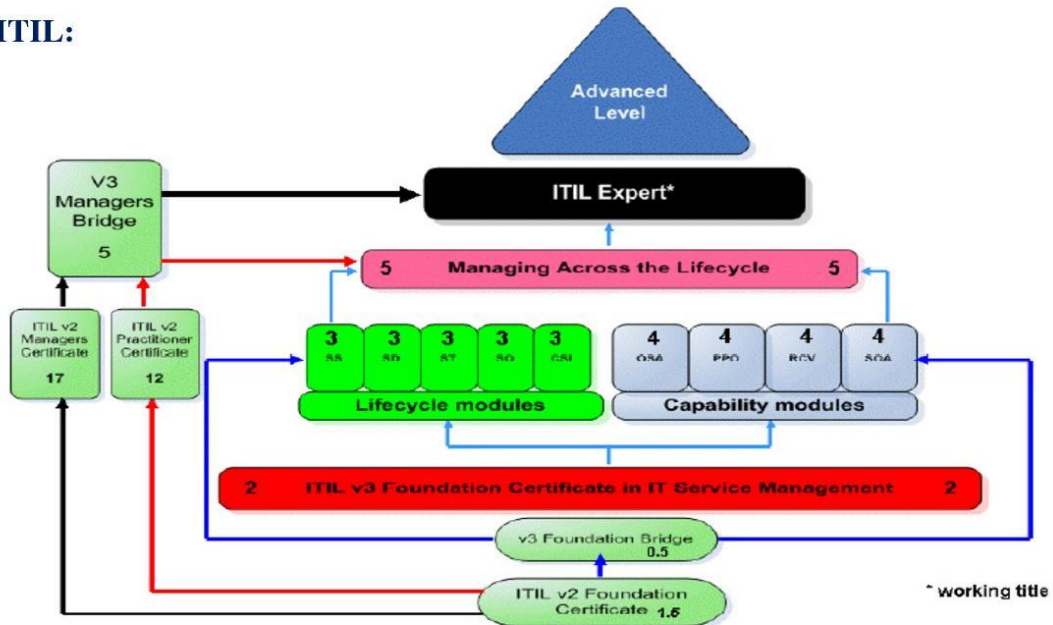 ITIL:
Advanced
Level
ITIL Expert*
V3
Managers
Bridge
5
5 Managing Across the Lifecycle 5
ITIL v2
Managers
Certificate
17
ITIL v2
Practitioner
Certificate
12
3 3 3 3 3
SS SD ST SO CSI
Lifecycle modules
4 4 4 4
OSA PPO RCV SOA
Capability modules
2 ITIL v3 Foundation Certificate in IT Service Management 2
v3 Foundation Bridge
0.5
ITIL v2 Foundation
Certificate 1.5
* working title